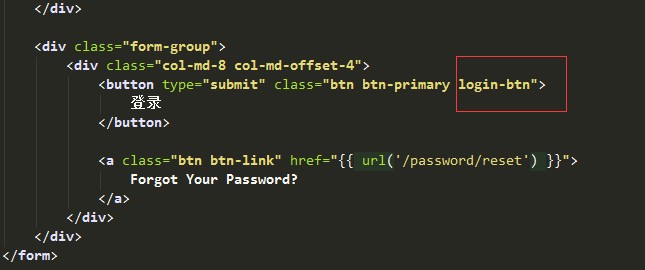 </div>
<div class="form-group">
<div class="col-md-8 col-md-offset-4">
<button type="submit" class="btn btn-primary login-btn">
登录
</button>
<a class="btn btn-link" href="{{ url('/password/reset') }}">
Forgot Your Password?
</a>
</div>
</div>
</form>